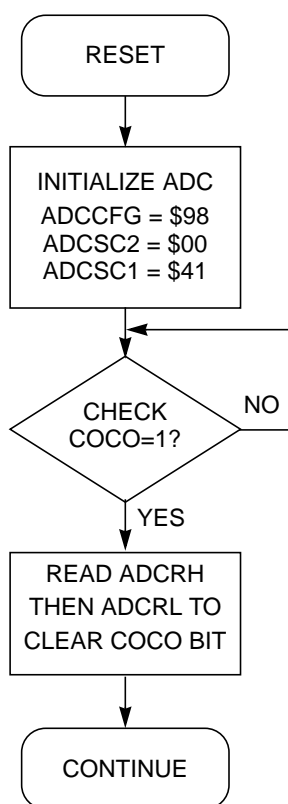 RESET
INITIALIZE ADC
ADCCFG = $98
ADCSC2 = $00
ADCSC1 = $41
CHECK
COCO=1?
NO
YES
READ ADCRH
THEN ADCRL TO
CLEAR COCO BIT
CONTINUE